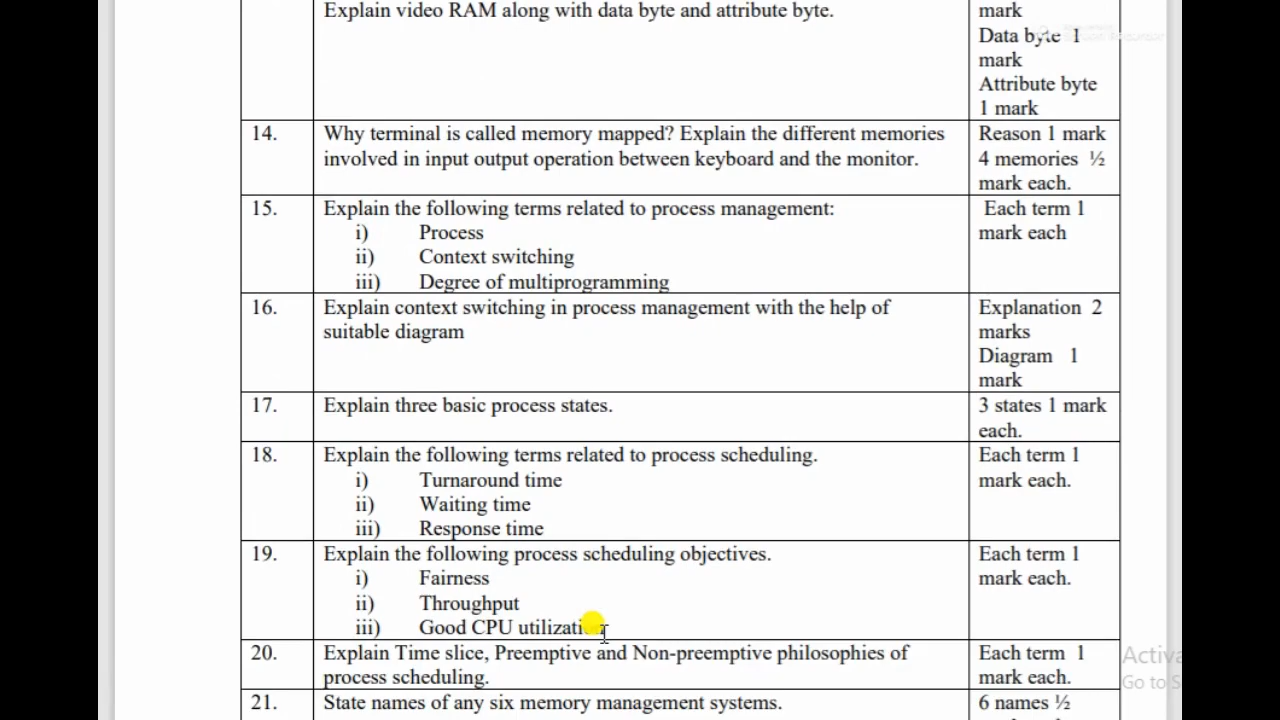 Explain video RAM along with data byte and attribute byte.
mark
Data byte 1
mark
Attribute byte
1 mark
14.
Why terminal is called memory mapped? Explain the different memories
involved in input output operation between keyboard and the monitor.
Reason 1 mark
4 memories ½
mark each.
15.
Explain the following terms related to process management:
i) Process
ii) Context switching
iii) Degree of multiprogramming
Each term 1
mark each
16.
Explain context switching in process management with the help of
suitable diagram
Explanation 2
marks
Diagram 1
mark
17.
Explain three basic process states.
3 states 1 mark
each.
18.
Explain the following terms related to process scheduling.
i) Turnaround time
ii) Waiting time
iii) Response time
Each term 1
mark each.
19.
Explain the following process scheduling objectives.
i) Fairness
ii) Throughput
iii) Good CPU utilization
Each term 1
mark each.
20.
Explain Time slice, Preemptive and Non-preemptive philosophies of
process scheduling.
Each term 1
mark each.
21.
State names of any six memory management systems.
6 names ½
Go to S